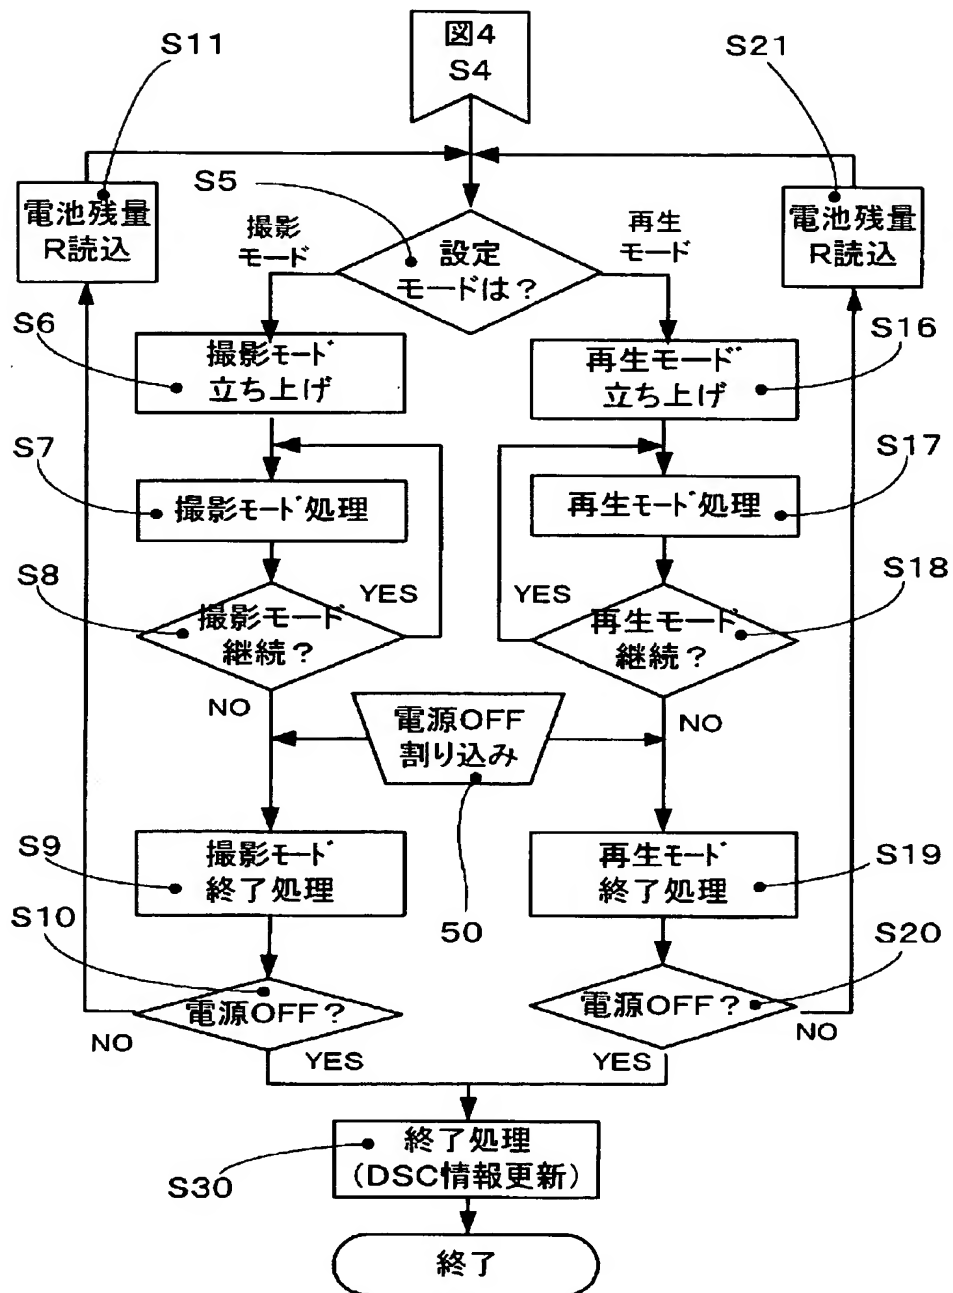 図4
S4
S11
S21
電池残量
R読込
電池残量
R読込
S5
撮影
モード
設定
モードは?
再生
モード
S6
撮影モード
立ち上げ
再生モード
立ち上げ
S16
S7
撮影モード処理
再生モード処理
S17
S8
撮影モード
継続?
YES
NO
YES
再生モード
継続?
S18
NO
電源OFF
割り込み
50
S9
撮影モード
終了処理
再生モード
終了処理
S19
S10
電源OFF?
NO
YES
電源OFF?
S20
NO
YES
終了処理
(DSC情報更新)
S30
終了